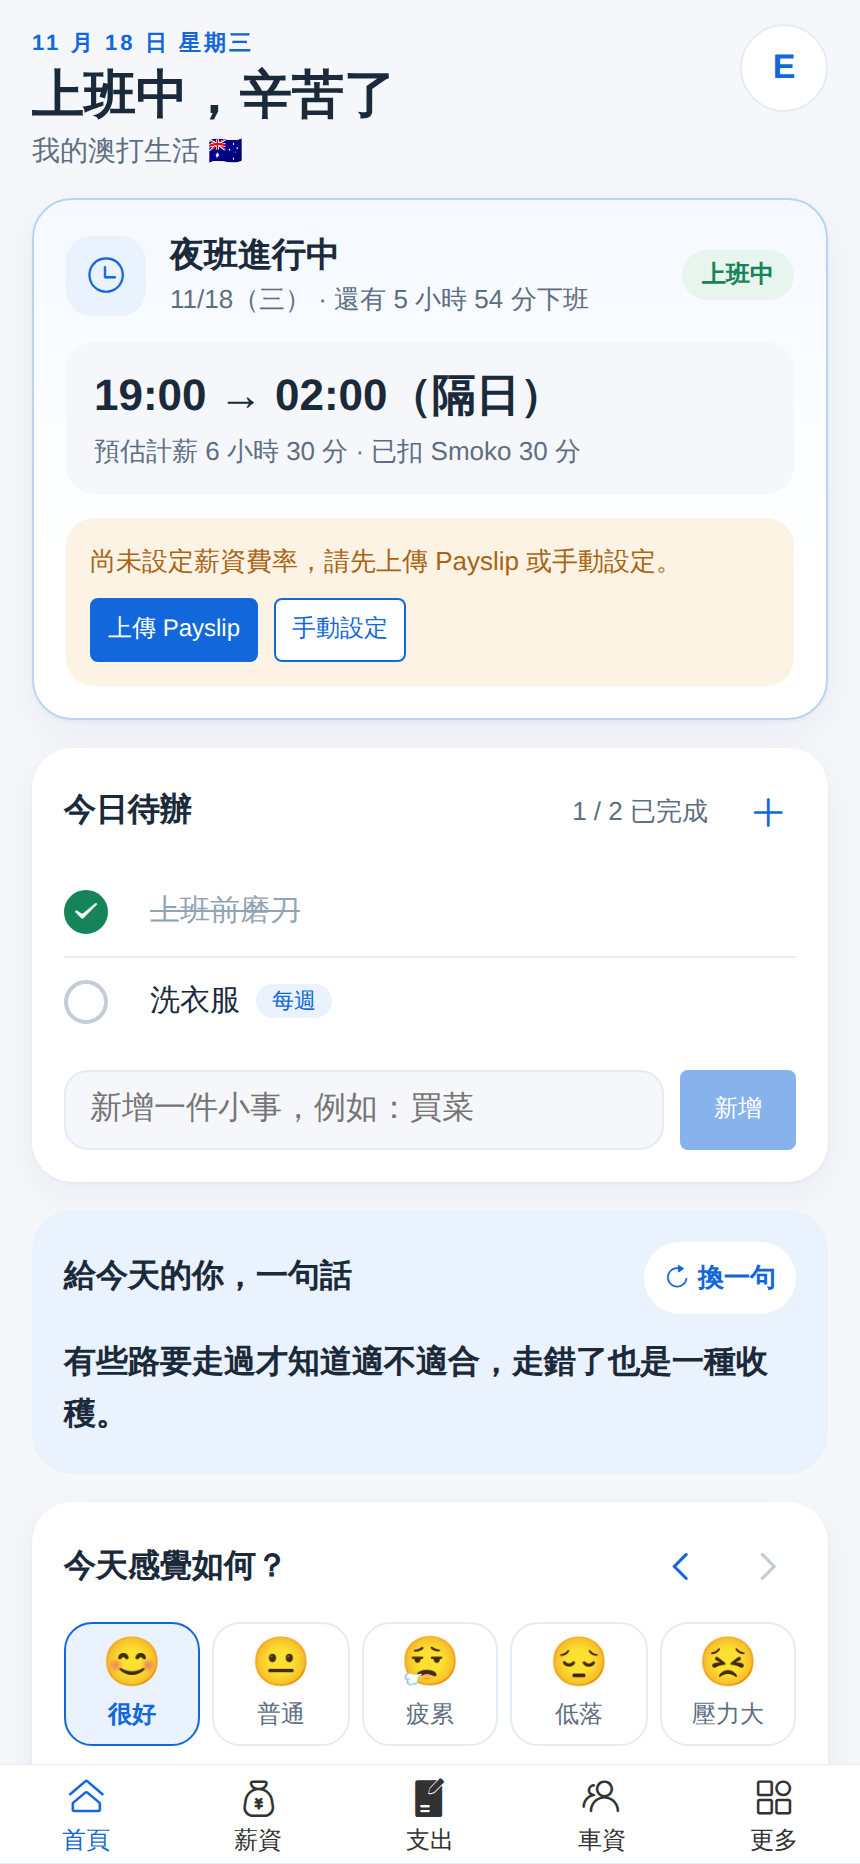 11 月 18 日 星期三
E
上班中，辛苦了
我的澳打生活 🇦🇺
夜班進行中
上班中
11/18（三） · 還有 5 小時 54 分下班
19:00 → 02:00（隔日）
預估計薪 6 小時 30 分 · 已扣 Smoko 30 分
尚未設定薪資費率，請先上傳 Payslip 或手動設定。
上傳 Payslip
手動設定
今日待辦
1 / 2 已完成
上班前磨刀
洗衣服
每週
新增一件小事，例如：買菜
新增
給今天的你，一句話
換一句
有些路要走過才知道適不適合，走錯了也是一種收
穫。
今天感覺如何？
很好
普通
疲累
低落
壓力大
首頁
薪資
支出
車資
更多